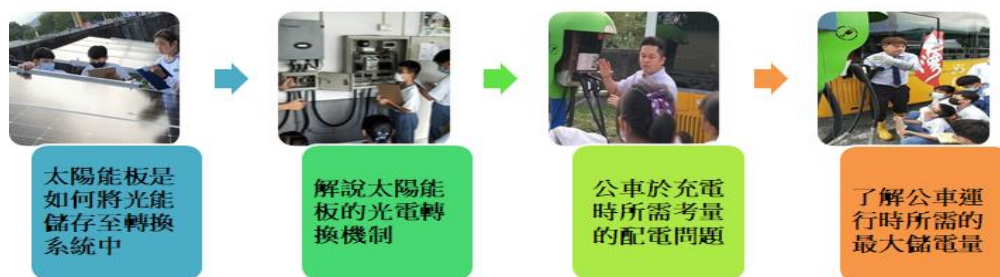 太陽能板是
如何將光能
儲存至轉換
系統中
解說太陽能
板的光電轉
換機制
公車於充電
時所需考量
的配電問題
了解公車運
行時所需的
最大儲電量